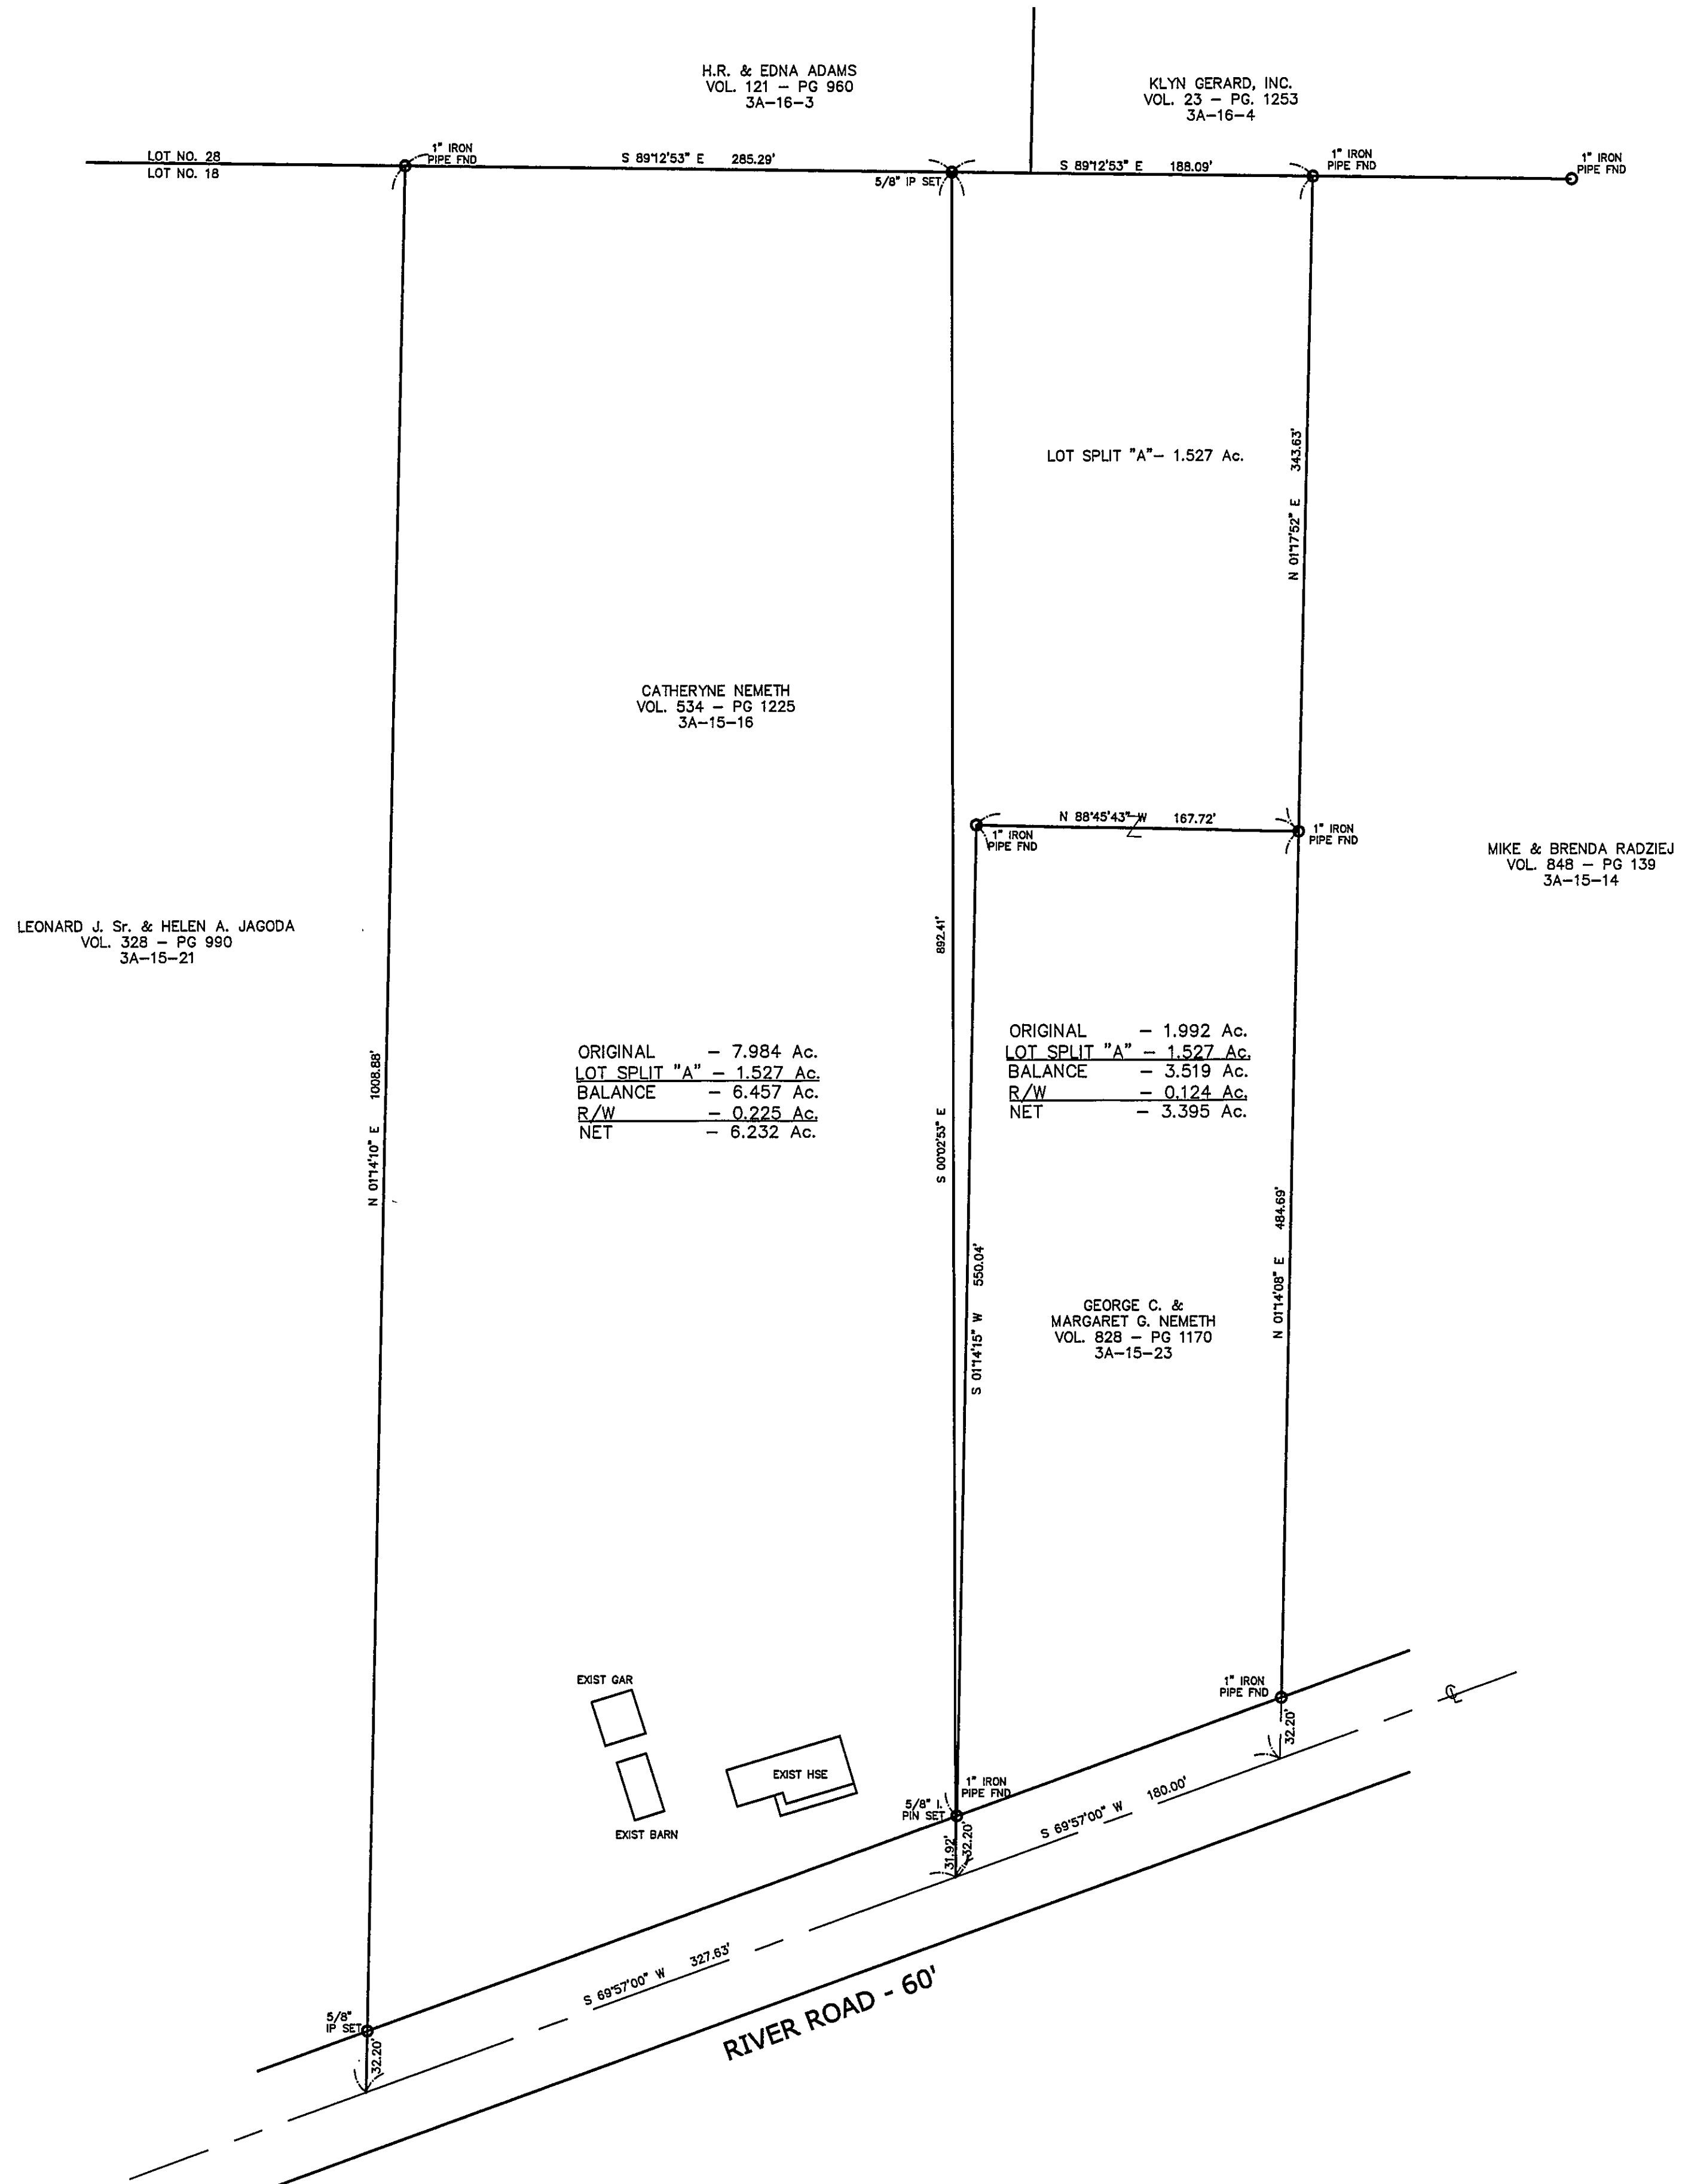 H.R. & EDNA ADAMS
VOL. 121 – PG 960
3A–16–3
KLYN GERARD, INC.
VOL. 23 – PG. 1253
3A–16–4
LOT NO. 28
LOT NO. 18
1" IRON
PIPE FND
S 89°12'53" E 285.29'
5/8" IP SET
S 89°12'53" E 188.09'
1" IRON
PIPE FND
1" IRON
PIPE FND
LOT SPLIT "A"– 1.527 Ac.
N 01°17'52" E 343.63'
CATHERYNE NEMETH
VOL. 534 – PG 1225
3A–15–16
N 88°45'43" W 167.72'
1" IRON
PIPE FND
1" IRON
PIPE FND
MIKE & BRENDA RADZIEJ
VOL. 848 – PG 139
3A–15–14
LEONARD J. Sr. & HELEN A. JAGODA
VOL. 328 – PG 990
3A–15–21
N 01°14'10" E 1008.88'
ORIGINAL – 7.984 Ac.
LOT SPLIT "A" – 1.527 Ac.
BALANCE – 6.457 Ac.
R/W – 0.225 Ac.
NET – 6.232 Ac.
S 00°02'53" E 892.41'
ORIGINAL – 1.992 Ac.
LOT SPLIT "A" – 1.527 Ac.
BALANCE – 3.519 Ac.
R/W – 0.124 Ac.
NET – 3.395 Ac.
S 01°14'15" W 550.04'
N 01°14'08" E 484.69'
GEORGE C. &
MARGARET G. NEMETH
VOL. 828 – PG 1170
3A–15–23
EXIST GAR
EXIST HSE
EXIST BARN
1" IRON
PIPE FND
32.20'
CL
1" IRON
PIPE FND
5/8" I.
PIN SET
31.92'
32.20'
S 69°57'00" W 180.00'
S 69°57'00" W 327.63'
RIVER ROAD - 60'
5/8"
IP SET
32.20'